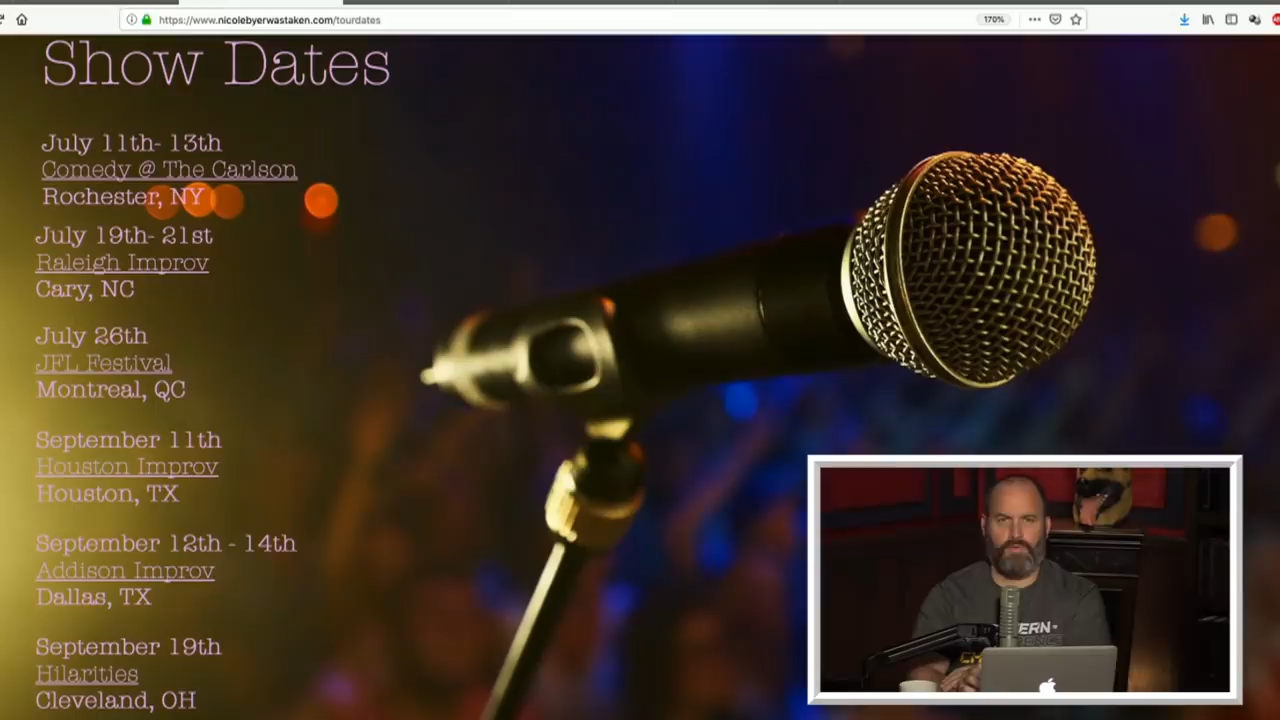 https://www.nicolebyerwastaken.com/tourdates
170%
Show Dates
July 11th- 13th
Comedy @ The Carlson
Rochester, NY
July 19th- 21st
Raleigh Improv
Cary, NC
July 26th
JFL Festival
Montreal, QC
September 11th
Houston Improv
Houston, TX
September 12th - 14th
Addison Improv
Dallas, TX
September 19th
Hilarities
Cleveland, OH